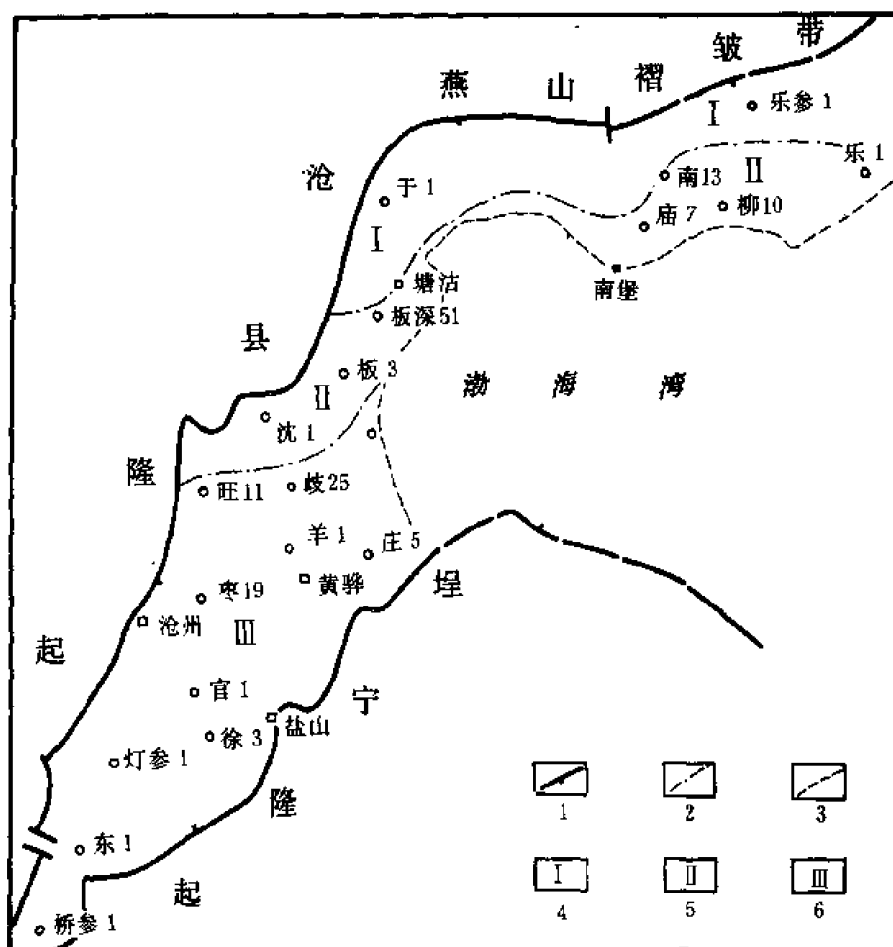 燕山褶皱带
I
乐参1
沧县隆起
于1
I
南13
II
乐1
庙7
柳10
塘沽
南堡
板深51
板3
渤海湾
II
沈1
旺11
歧25
羊1
庄5
黄骅
枣19
沧州
III
埕宁隆起
官1
徐3
盐山
灯参1
东1
桥参1
1
2
3
I
II
III
4
5
6